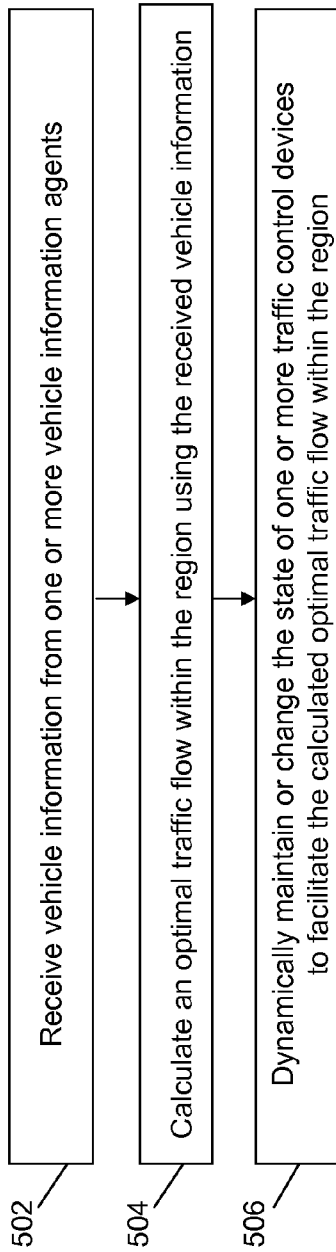 502
Receive vehicle information from one or more vehicle information agents
504
Calculate an optimal traffic flow within the region using the received vehicle information
506
Dynamically maintain or change the state of one or more traffic control devices
to facilitate the calculated optimal traffic flow within the region